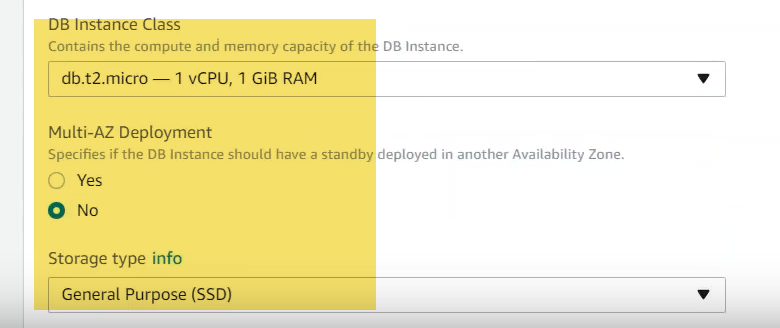 DB Instance Class
Contains the compute and memory capacity of the DB Instance.
db.t2.micro — 1 vCPU, 1 GiB RAM
Multi-AZ Deployment
Specifies if the DB Instance should have a standby deployed in another Availability Zone.
Yes
No
Storage type info
General Purpose (SSD)